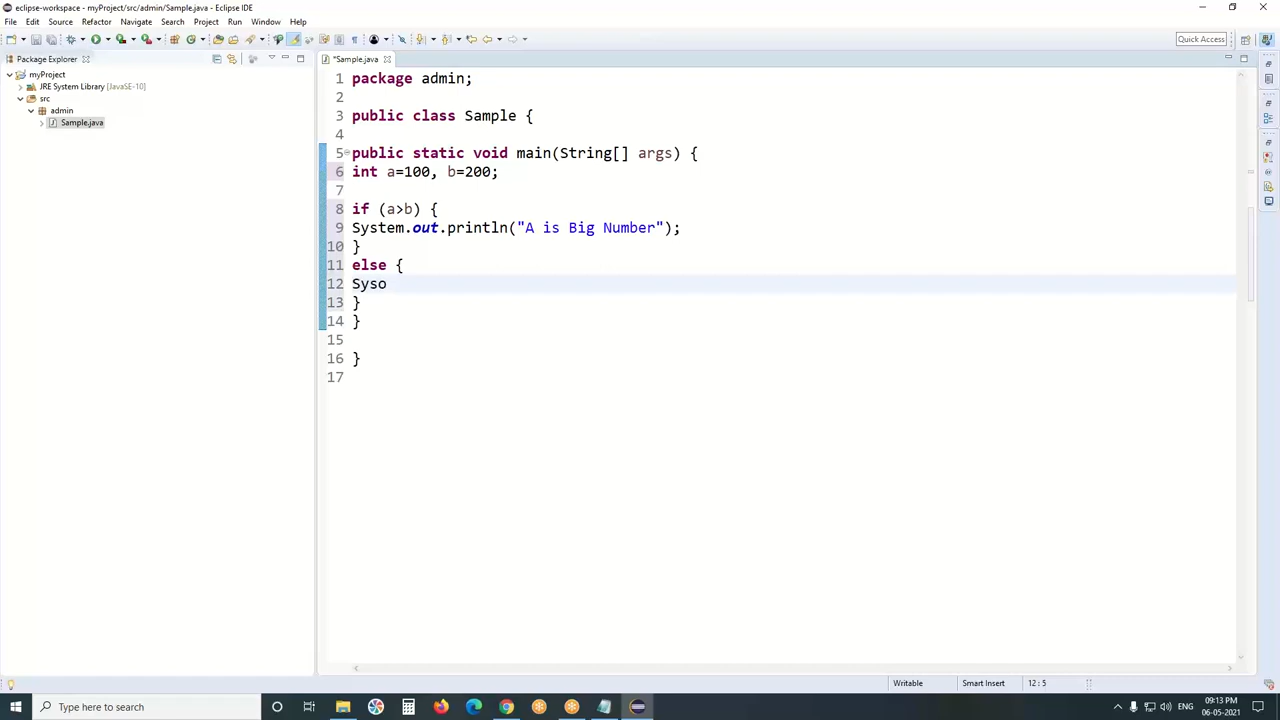 eclipse-workspace - myProject/src/admin/Sample.java - Eclipse IDE
File Edit Source Refactor Navigate Search Project Run Window Help
Quick Access
Package Explorer
*Sample.java
myProject
JRE System Library [JavaSE-10]
src
admin
Sample.java
1 package admin;
2
3 public class Sample {
4
5 public static void main(String[] args) {
6 int a=100, b=200;
7
8 if (a>b) {
9 System.out.println("A is Big Number");
10 }
11 else {
12 Syso
13 }
14 }
15
16 }
17
Writable Smart Insert 12:5
Type here to search
ENG
09:13 PM
06-05-2021